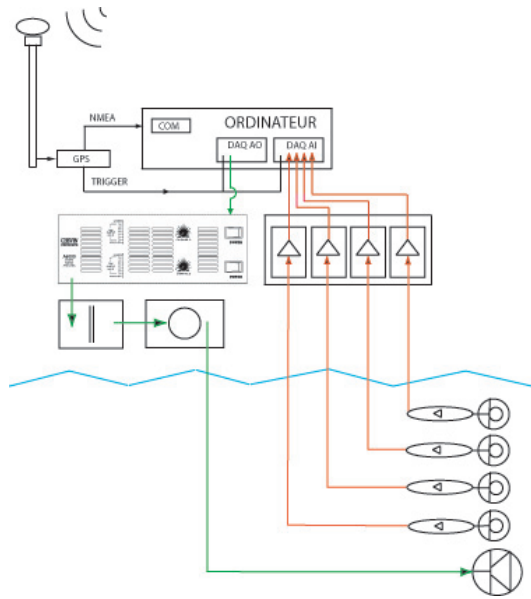 NMEA
ORDINATEUR
COM
DAQ AO
DAQ AI
GPS
TRIGGER